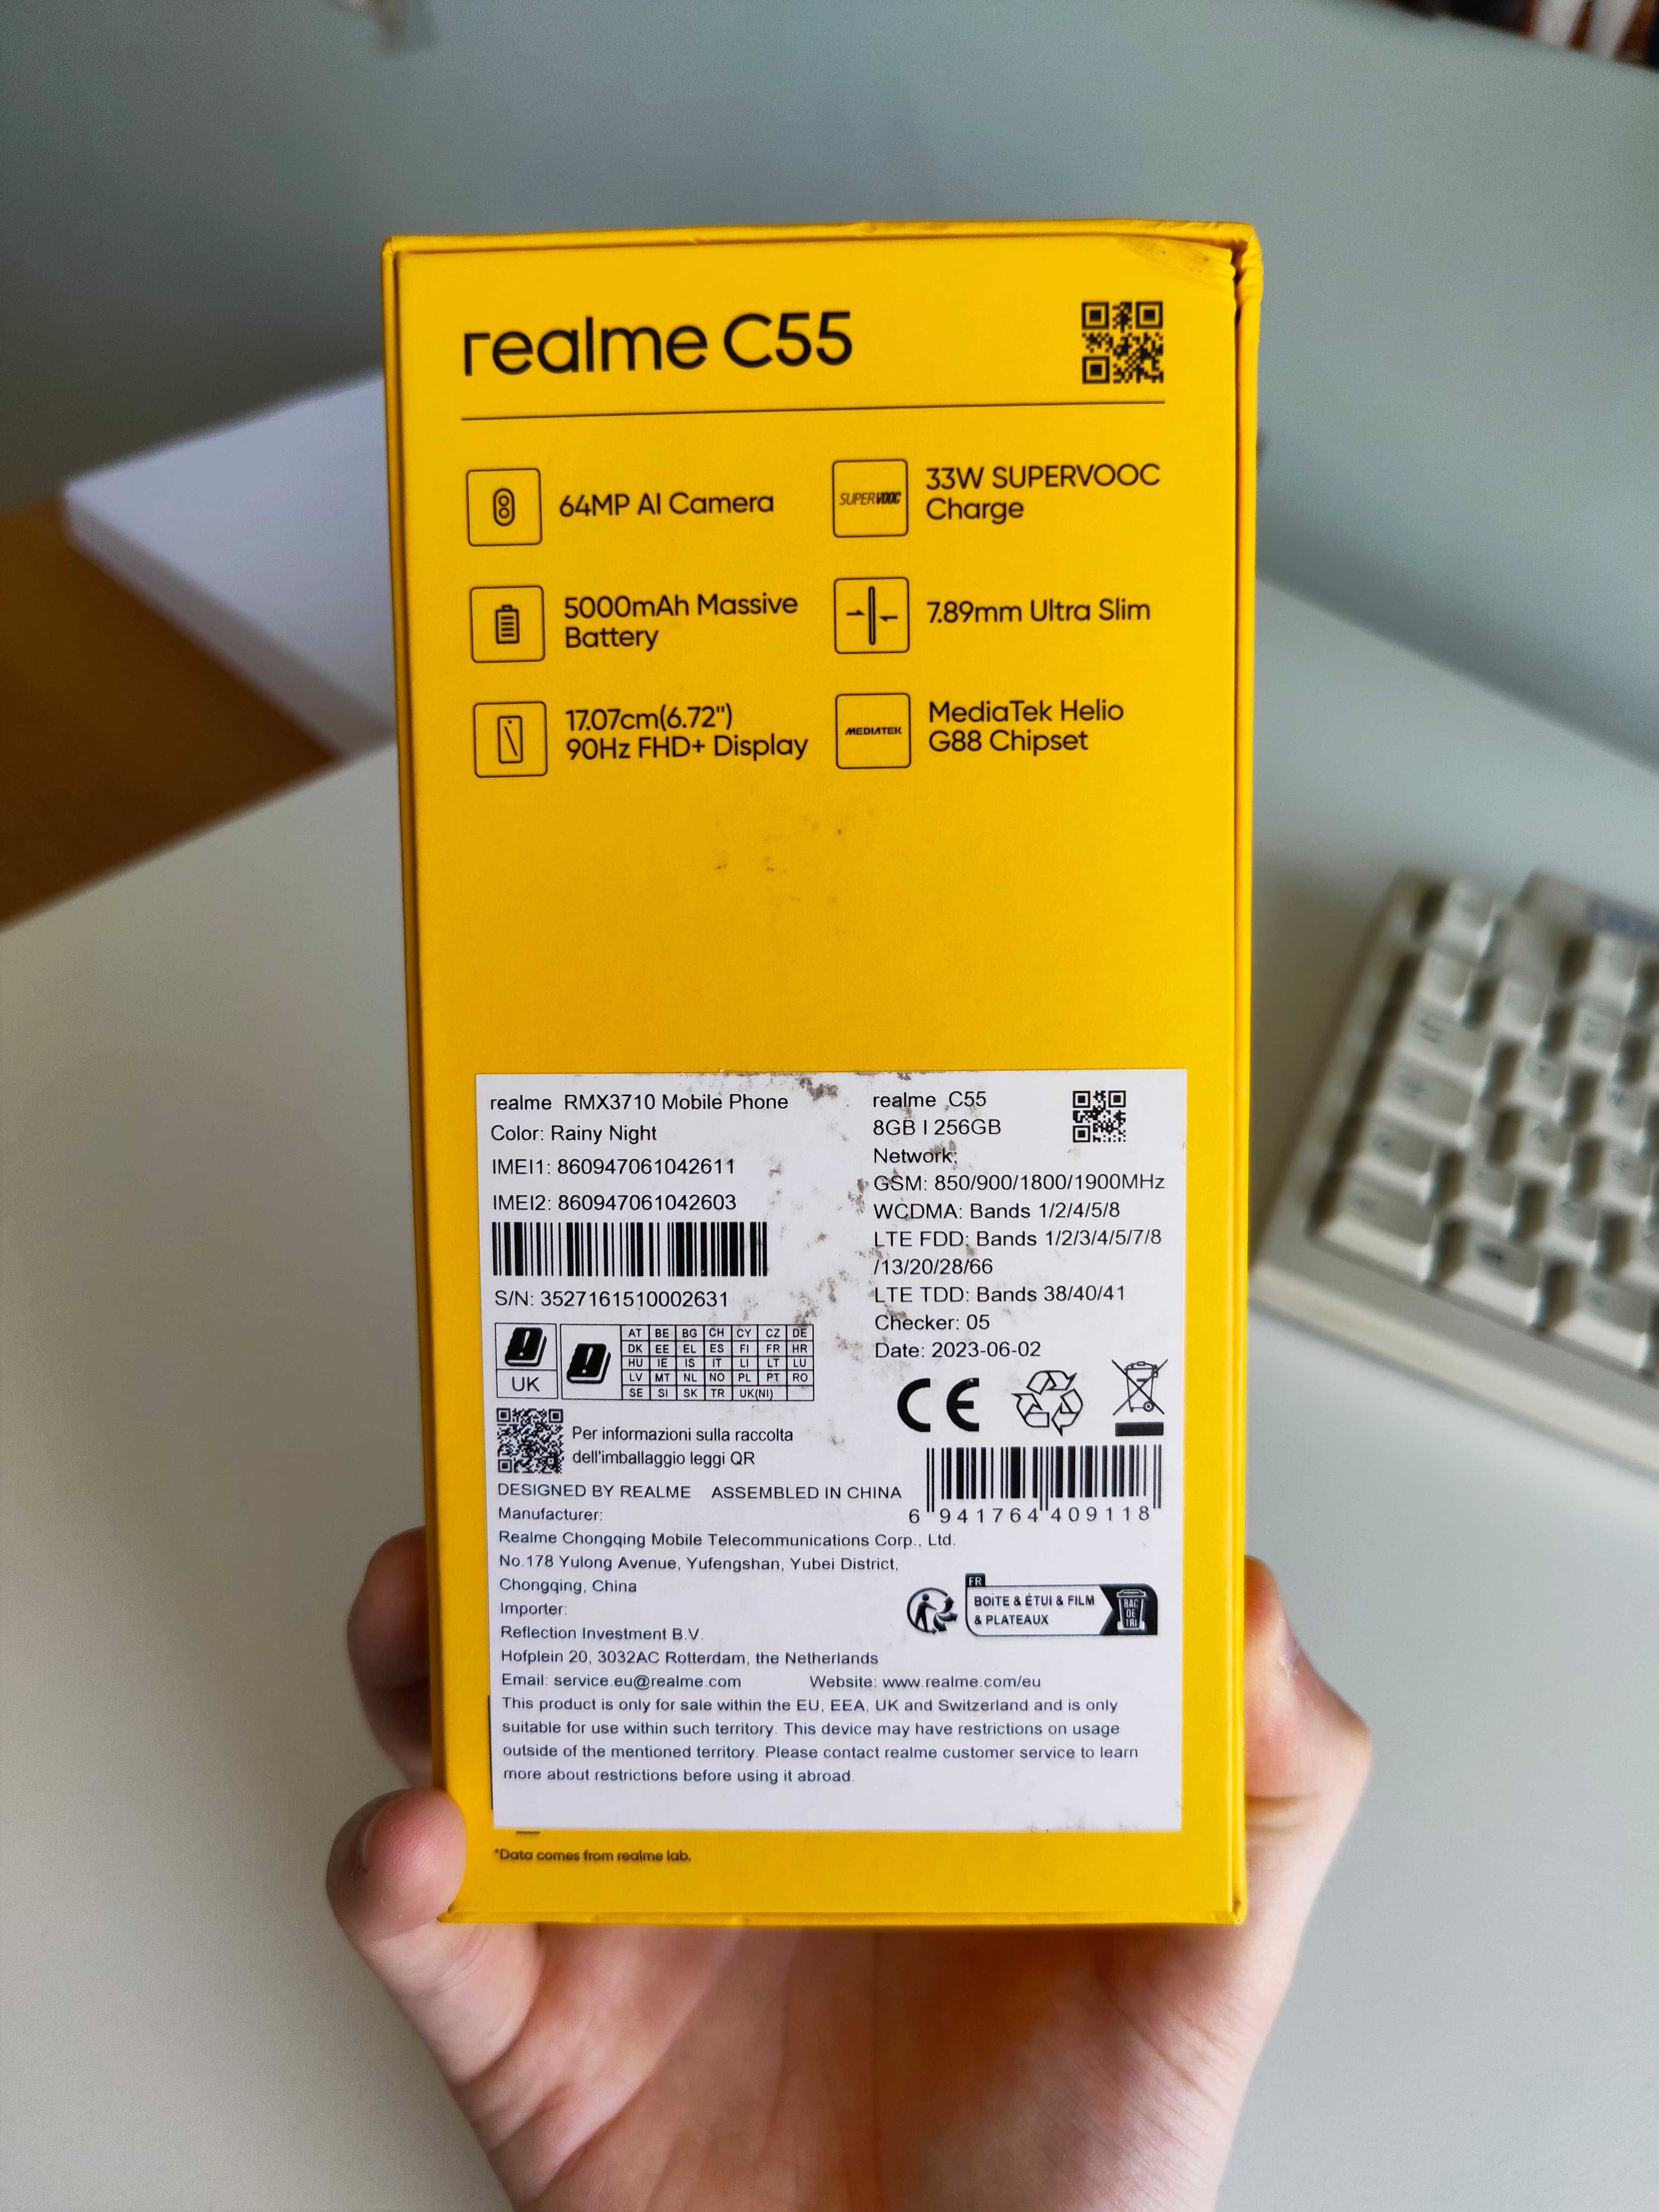 realme C55
64MP AI Camera
33W SUPERVOOC
Charge
SUPERVOOC
5000mAh Massive
Battery
7.89mm Ultra Slim
17.07cm(6.72")
90Hz FHD+ Display
MEDIATEK
MediaTek Helio
G88 Chipset
realme RMX3710 Mobile Phone
Color: Rainy Night
IMEI1: 860947061042611
IMEI2: 860947061042603
S/N: 3527161510002631
realme C55
8GB | 256GB
Network:
GSM: 850/900/1800/1900MHz
WCDMA: Bands 1/2/4/5/8
LTE FDD: Bands 1/2/3/4/5/7/8
/13/20/28/66
LTE TDD: Bands 38/40/41
Checker: 05
Date: 2023-06-02
UK
AT BE BG CH CY CZ DE
DK EE EL ES FI FR HR
HU IE IS IT LI LT LU
LV MT NL NO PL PT RO
SE SI SK TR UK(NI)
CE
Per informazioni sulla raccolta
dell'imballaggio leggi QR
DESIGNED BY REALME ASSEMBLED IN CHINA
6 941764 409118
Manufacturer:
Realme Chongqing Mobile Telecommunications Corp., Ltd.
No.178 Yulong Avenue, Yufengshan, Yubei District,
Chongqing, China
Importer:
Reflection Investment B.V.
Hofplein 20, 3032AC Rotterdam, the Netherlands
FR
BOITE & ÉTUI & FILM
& PLATEAUX
BAC
DE
TRI
Email: service.eu@realme.com Website: www.realme.com/eu
This product is only for sale within the EU, EEA, UK and Switzerland and is only
suitable for use within such territory. This device may have restrictions on usage
outside of the mentioned territory. Please contact realme customer service to learn
more about restrictions before using it abroad.
*Data comes from realme lab.